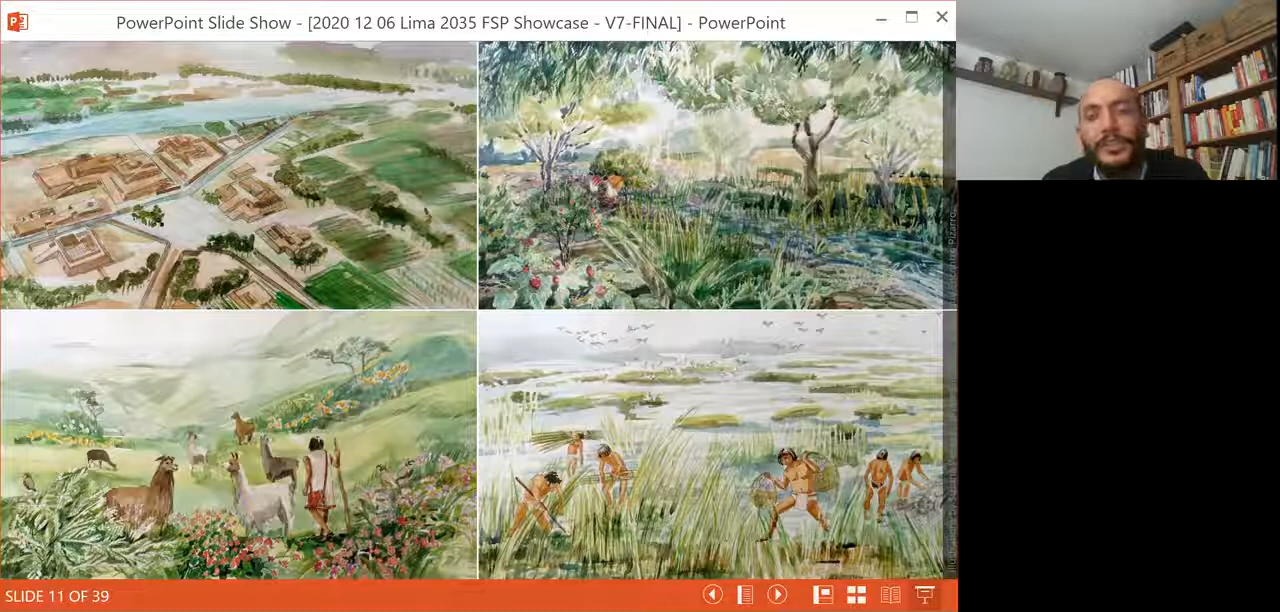 PowerPoint Slide Show - [2020 12 06 Lima 2035 FSP Showcase - V7-FINAL] - PowerPoint
SLIDE 11 OF 39